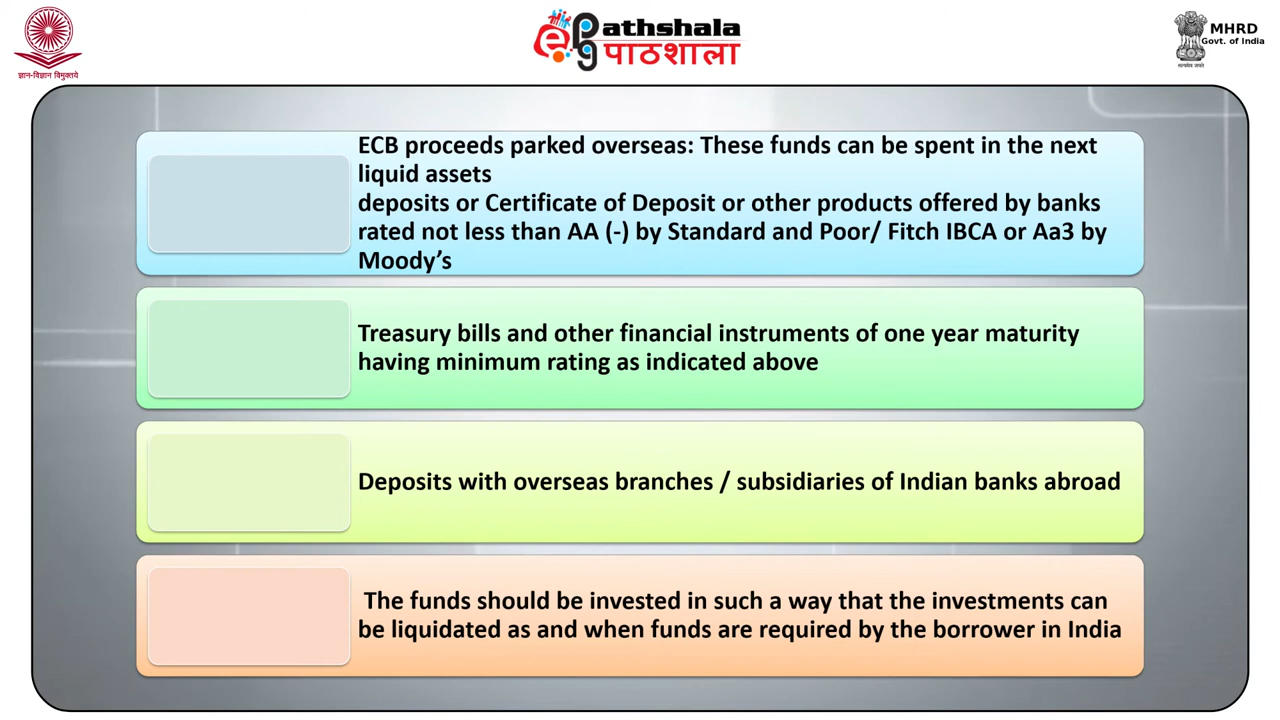 ज्ञान-विज्ञान विमुक्तये
epg athshala
पाठशाला
MHRD
Govt. of India
सत्यमेव जयते
ECB proceeds parked overseas: These funds can be spent in the next
liquid assets
deposits or Certificate of Deposit or other products offered by banks
rated not less than AA (-) by Standard and Poor/ Fitch IBCA or Aa3 by
Moody’s
Treasury bills and other financial instruments of one year maturity
having minimum rating as indicated above
Deposits with overseas branches / subsidiaries of Indian banks abroad
The funds should be invested in such a way that the investments can
be liquidated as and when funds are required by the borrower in India